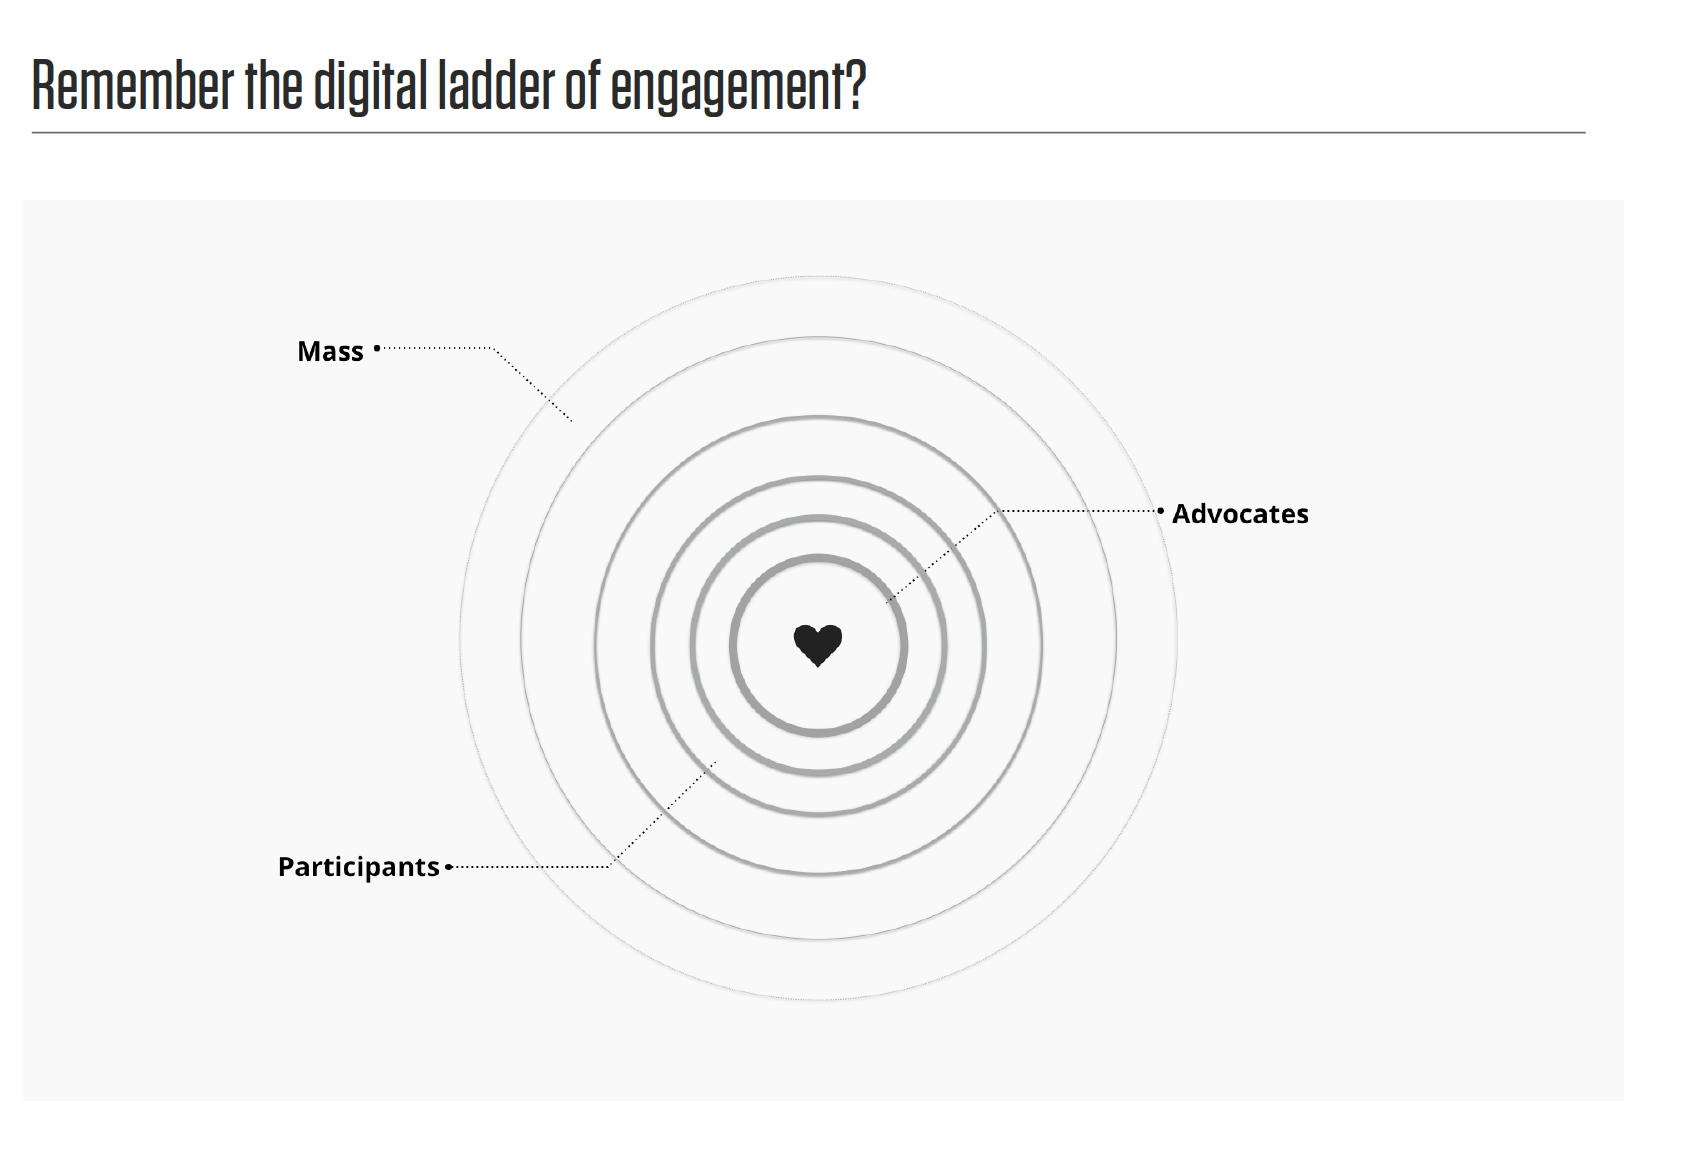 Remember the digital ladder of engagement?
Mass
Advocates
Participants